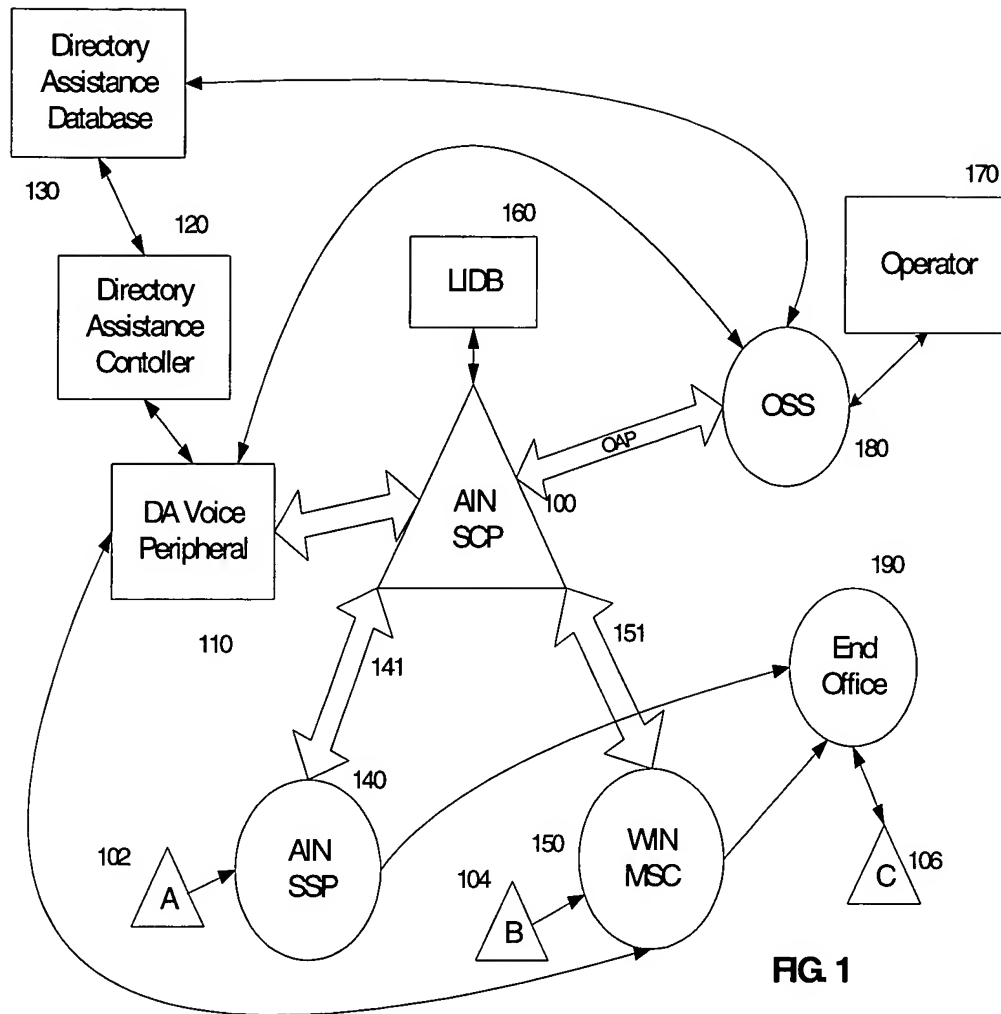 Directory
Assistance
Database
130
120
Directory
Assistance
Contoller
160
LIDB
170
Operator
OSS
180
OAP
AIN
SCP
100
DA Voice
Peripheral
110
141
151
190
End
Office
140
AIN
SSP
102
A
150
WIN
MSC
104
B
C
106
FIG. 1